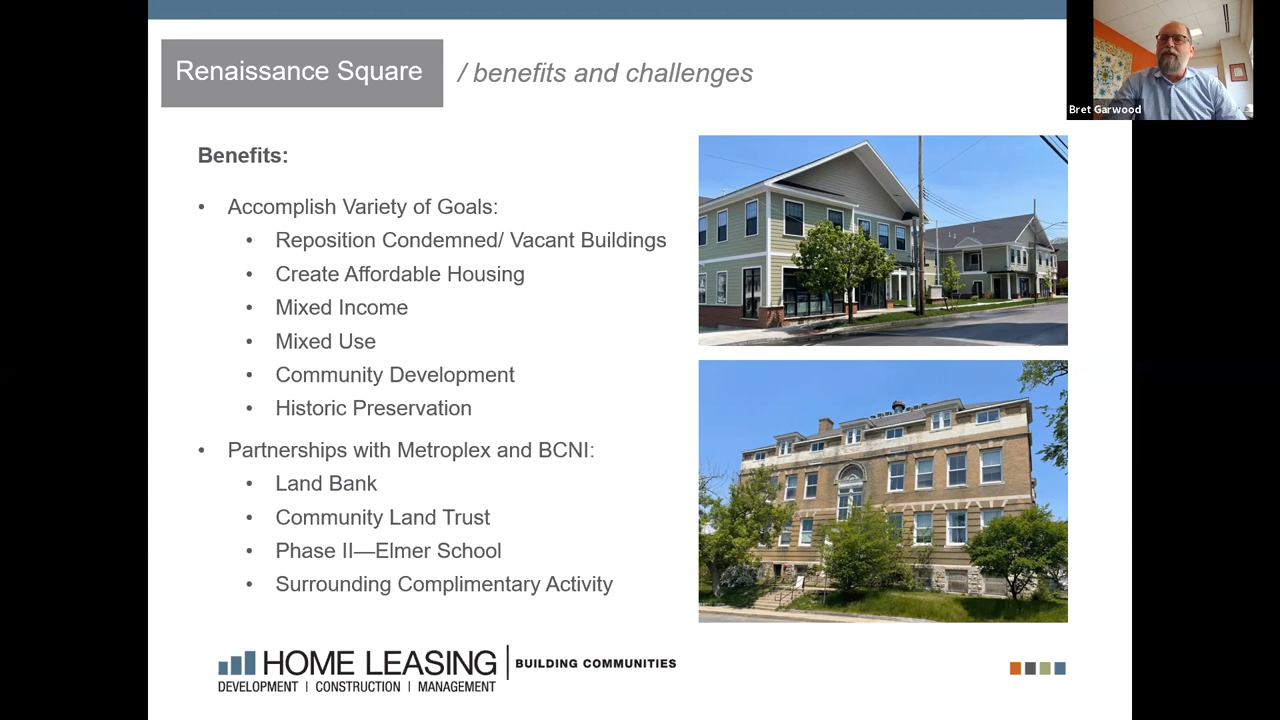 Renaissance Square / benefits and challenges
Bret Garwood
Benefits:
• Accomplish Variety of Goals:
• Reposition Condemned/ Vacant Buildings
• Create Affordable Housing
• Mixed Income
• Mixed Use
• Community Development
• Historic Preservation
• Partnerships with Metroplex and BCNI:
• Land Bank
• Community Land Trust
• Phase II—Elmer School
• Surrounding Complimentary Activity
HOME LEASING | BUILDING COMMUNITIES
DEVELOPMENT | CONSTRUCTION | MANAGEMENT